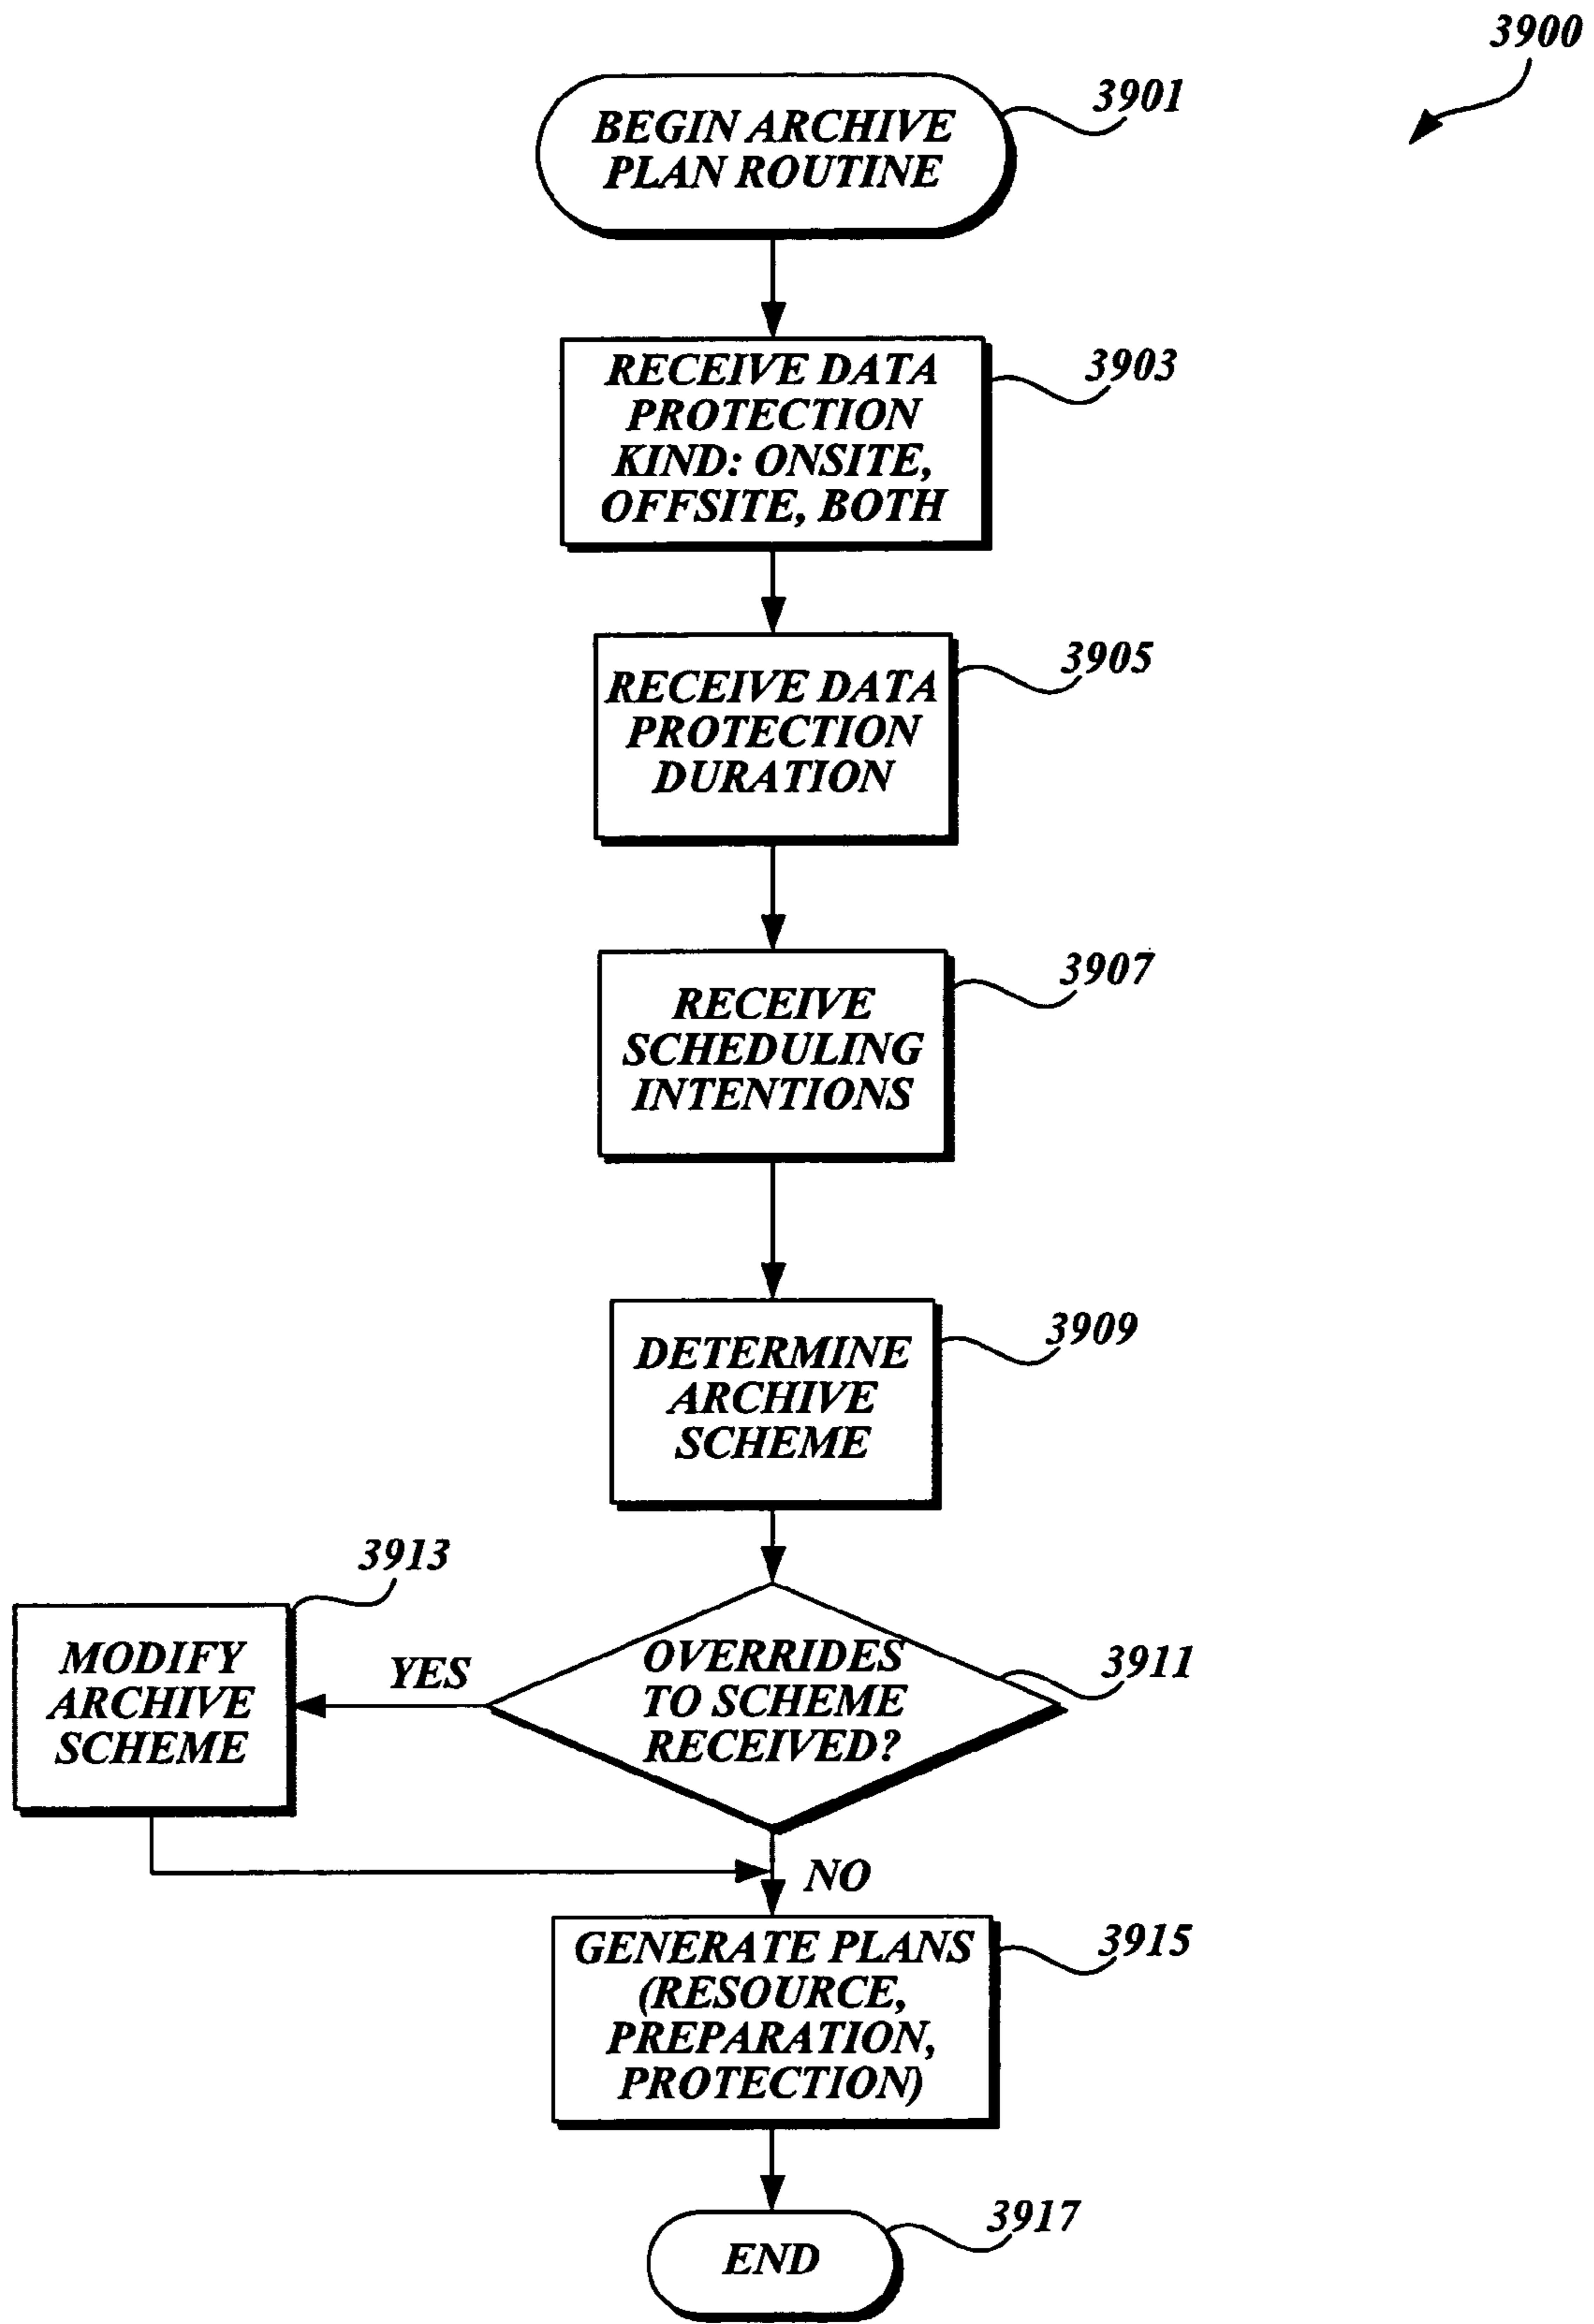 3900
BEGIN ARCHIVE
PLAN ROUTINE
3901
RECEIVE DATA
PROTECTION
KIND: ONSITE,
OFFSITE, BOTH
3903
RECEIVE DATA
PROTECTION
DURATION
3905
RECEIVE
SCHEDULING
INTENTIONS
3907
DETERMINE
ARCHIVE
SCHEME
3909
OVERRIDES
TO SCHEME
RECEIVED?
3911
YES
3913
MODIFY
ARCHIVE
SCHEME
NO
GENERATE PLANS
(RESOURCE,
PREPARATION,
PROTECTION)
3915
END
3917